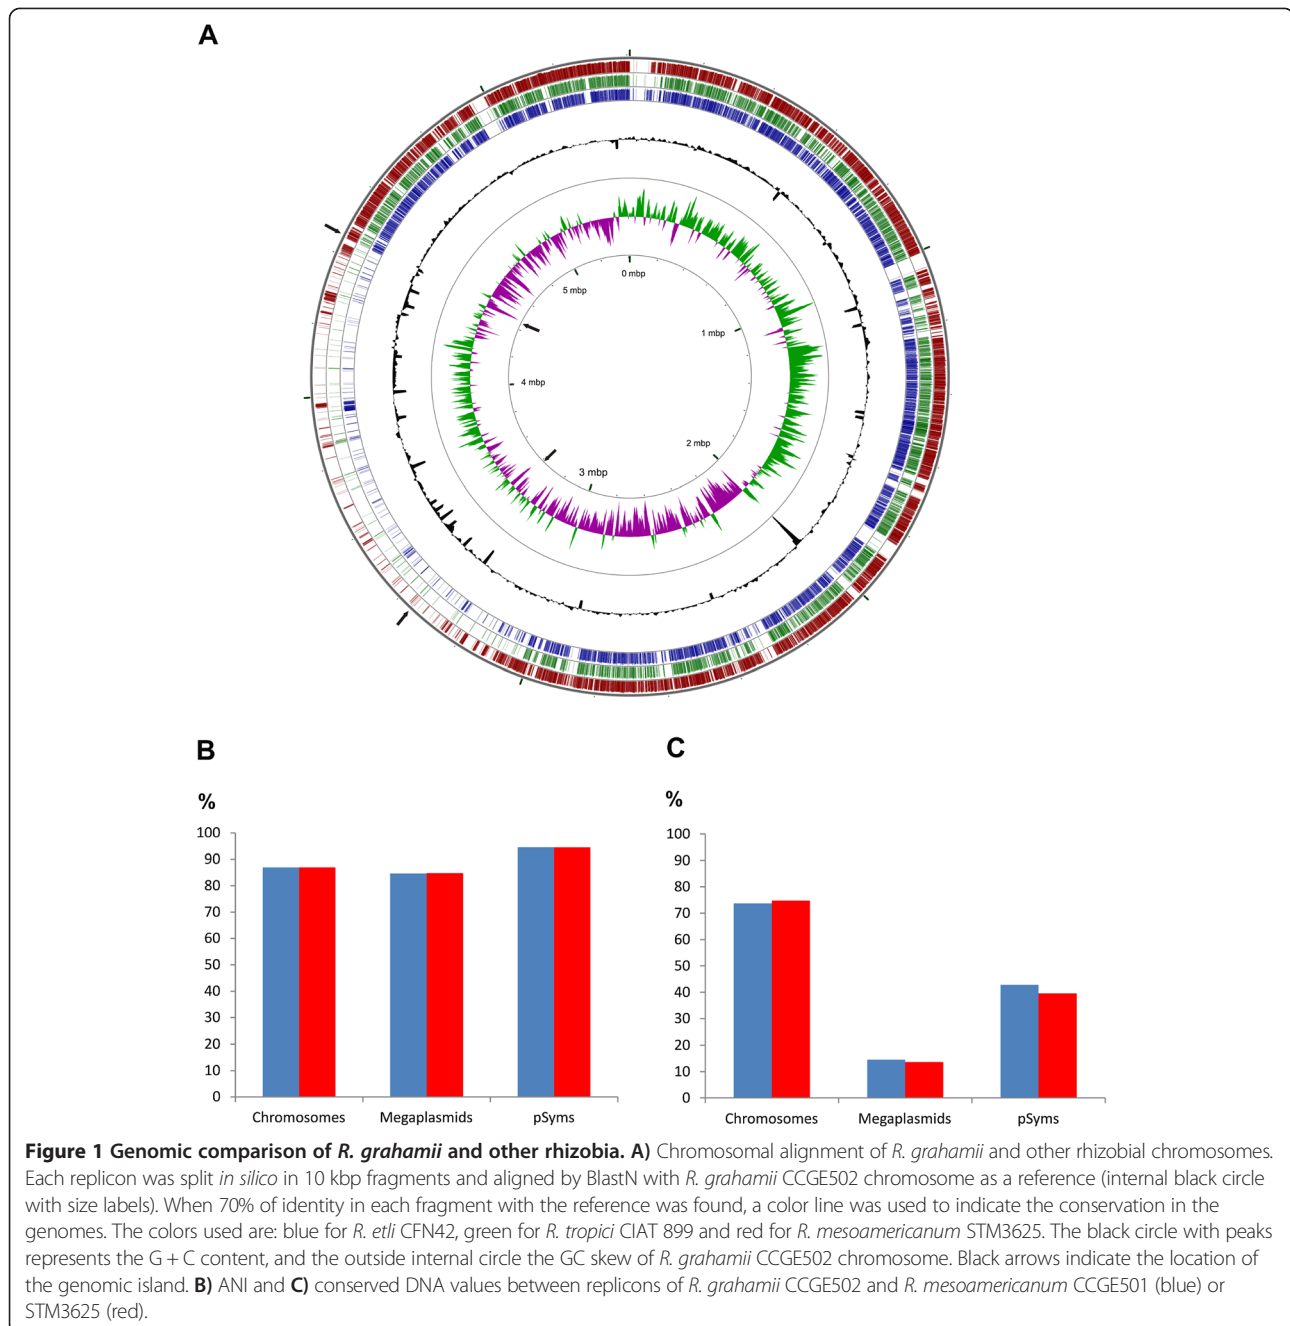 A
0 mbp
1 mbp
2 mbp
3 mbp
4 mbp
5 mbp
B
%
100
90
80
70
60
50
40
30
20
10
0
Chromosomes Megaplasmids pSyms
C
%
100
90
80
70
60
50
40
30
20
10
0
Chromosomes Megaplasmids pSyms
Figure 1 Genomic comparison of R. grahamii and other rhizobia. A) Chromosomal alignment of R. grahamii and other rhizobial chromosomes.
Each replicon was split in silico in 10 kbp fragments and aligned by BlastN with R. grahamii CCGE502 chromosome as a reference (internal black circle
with size labels). When 70% of identity in each fragment with the reference was found, a color line was used to indicate the conservation in the
genomes. The colors used are: blue for R. etli CFN42, green for R. tropici CIAT 899 and red for R. mesoamericanum STM3625. The black circle with peaks
represents the G + C content, and the outside internal circle the GC skew of R. grahamii CCGE502 chromosome. Black arrows indicate the location of
the genomic island. B) ANI and C) conserved DNA values between replicons of R. grahamii CCGE502 and R. mesoamericanum CCGE501 (blue) or
STM3625 (red).